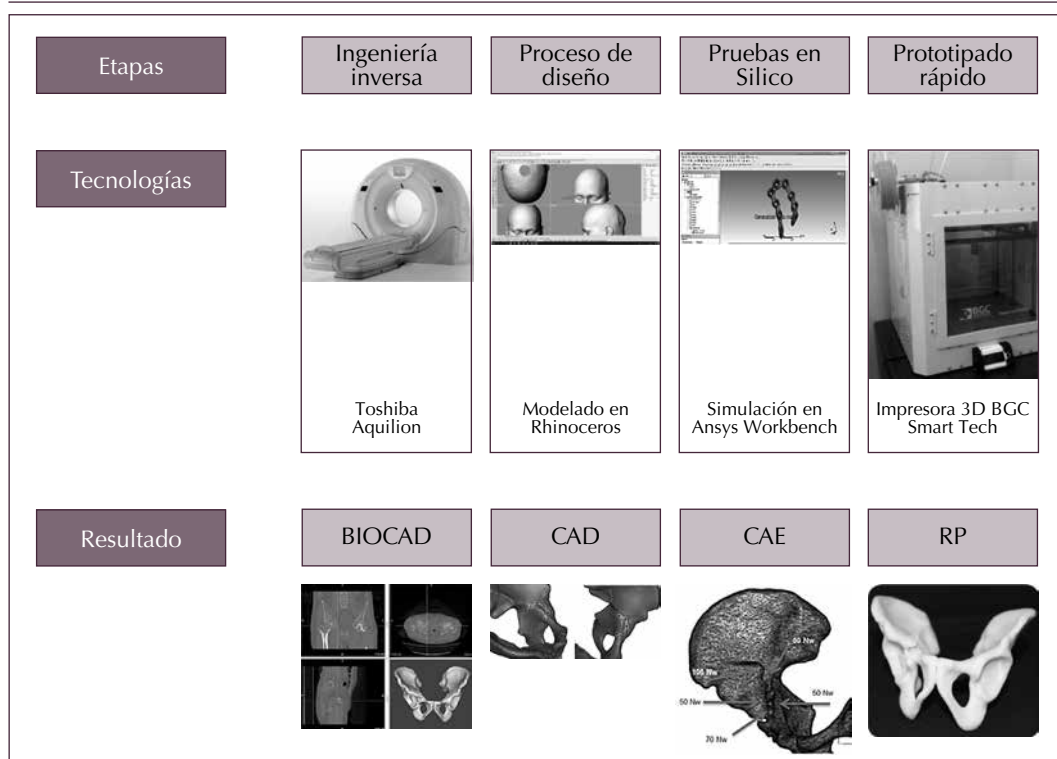 Etapas
Ingeniería
inversa
Proceso de
diseño
Pruebas en
Silico
Prototipado
rápido
Tecnologías
Toshiba
Aquilion
Modelado en
Rhinoceros
Simulación en
Ansys Workbench
BGC
Impresora 3D BGC
Smart Tech
Resultado
BIOCAD
CAD
CAE
RP
60 Nw
100 Nw
50 Nw
50 Nw
70 Nw